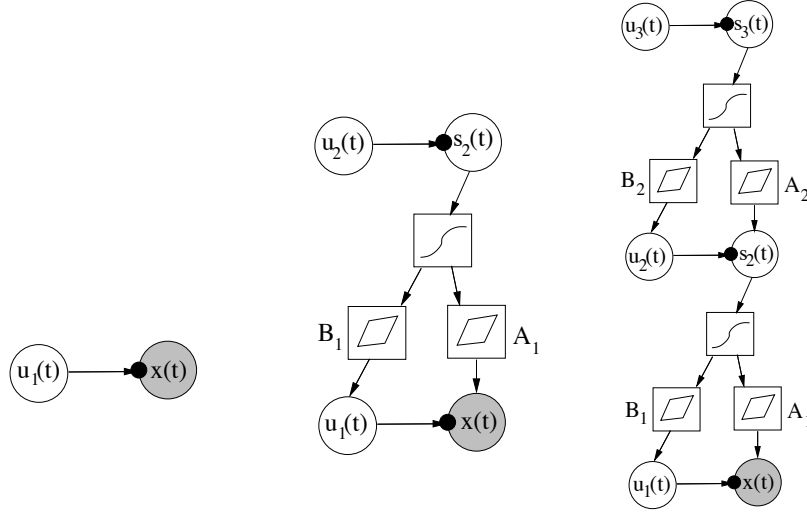 u₁(t) x(t)
u₂(t) s₂(t)
B₁ A₁
u₁(t) x(t)
u₃(t) s₃(t)
B₂ A₂
u₂(t) s₂(t)
B₁ A₁
u₁(t) x(t)